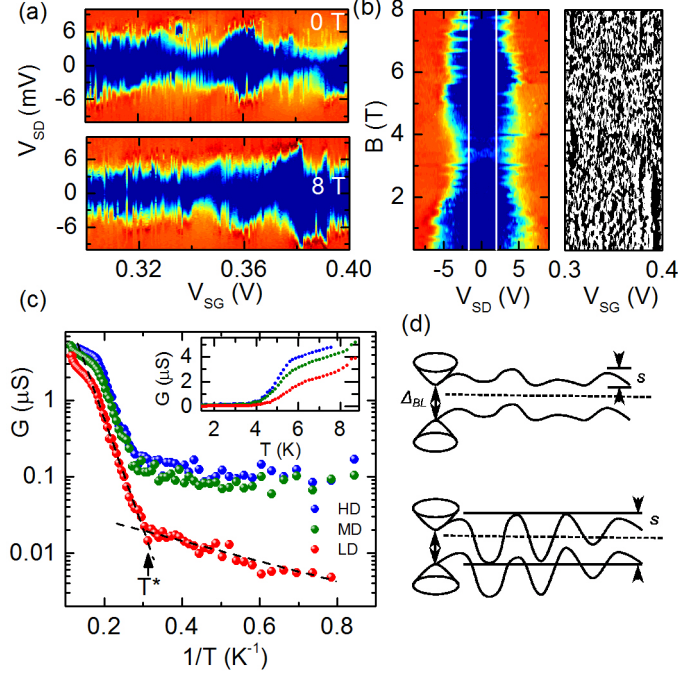 (a)
0 T
8 T
6
0
-6
6
0
-6
V_SD (mV)
0.32
0.36
0.40
V_SG (V)
(b)
8
6
4
2
B (T)
-5
0
5
V_SD (V)
0.3
0.4
V_SG (V)
(c)
1
0.1
0.01
G (µS)
4
2
0
G (µS)
2
4
6
8
T (K)
HD
MD
LD
T*
0.2
0.4
0.6
0.8
1/T (K⁻¹)
(d)
s
Δ_BL
s